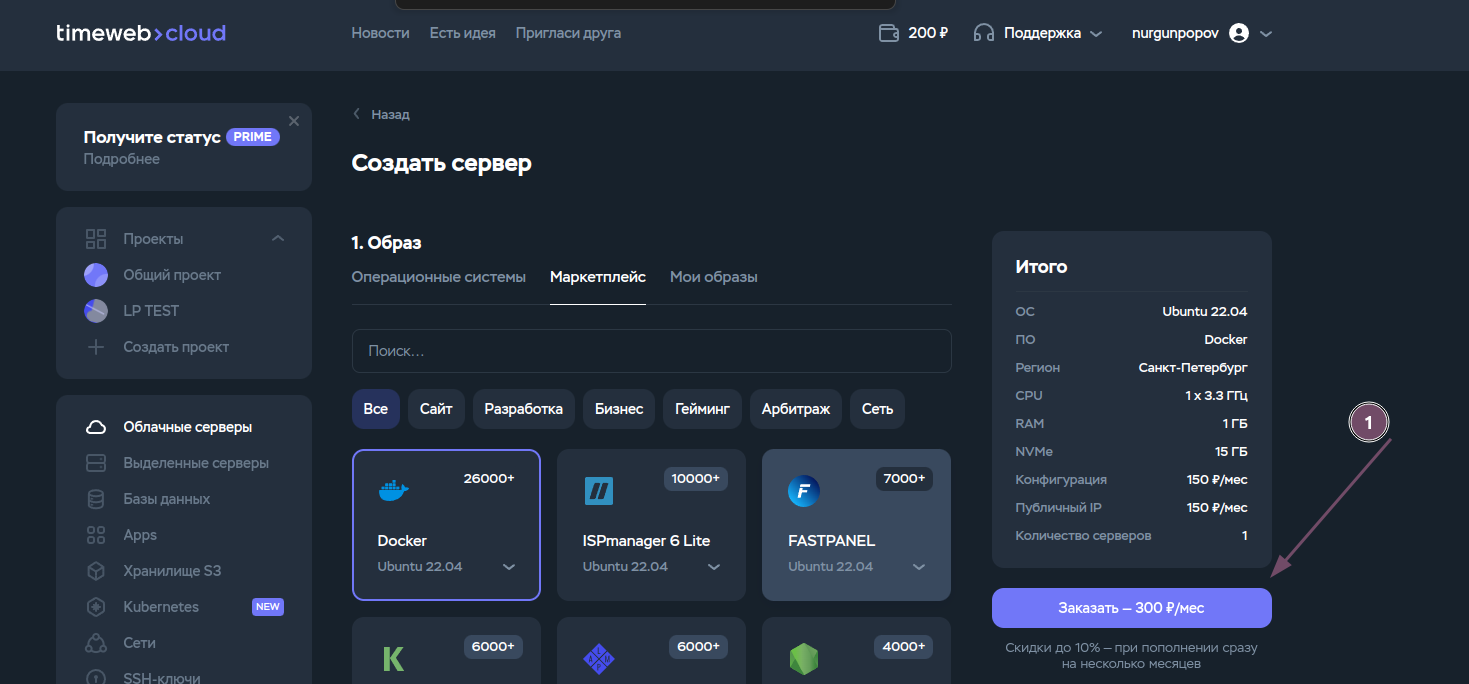 timeweb>cloud
Новости Есть идея Пригласи друга
200 ₽ Поддержка nurgunpopov
Получите статус PRIME
Подробнее
Проекты
Общий проект
LP TEST
Создать проект
Облачные серверы
Выделенные серверы
Базы данных
Apps
Хранилище S3
Kubernetes NEW
Сети
SSH-ключи
Назад
Создать сервер
1. Образ
Операционные системы Маркетплейс Мои образы
Поиск...
Все Сайт Разработка Бизнес Гейминг Арбитраж Сеть
26000+
Docker
Ubuntu 22.04
10000+
ISPmanager 6 Lite
Ubuntu 22.04
7000+
FASTPANEL
Ubuntu 22.04
6000+
6000+
4000+
Итого
ОС Ubuntu 22.04
ПО Docker
Регион Санкт-Петербург
CPU 1 x 3.3 ГГц
RAM 1 ГБ
NVMe 15 ГБ
Конфигурация 150 ₽/мес
Публичный IP 150 ₽/мес
Количество серверов 1
1
Заказать — 300 ₽/мес
Скидки до 10% — при пополнении сразу
на несколько месяцев